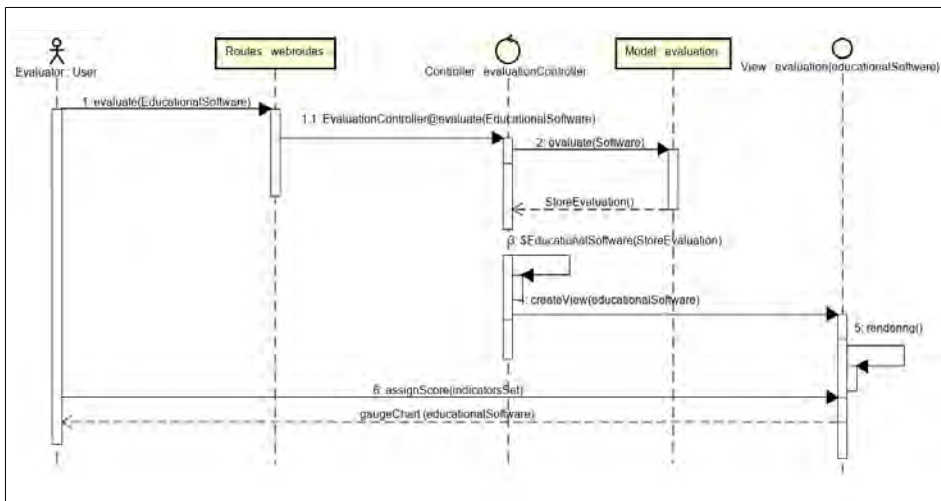 Routes webroutes
Model evaluation
Evaluator : User
Controller evaluationController
View evaluation(educationalSoftware)
1 evaluate(EducationalSoftware)
1.1 EvaluationController@evaluate(EducationalSoftware)
2: evaluate(Software)
StoreEvaluation()
3: $EducationalSoftware(StoreEvaluation)
4: createView(educationalSoftware)
5: rendering()
6: assignScore(indicatorsSet)
gaugeChart (educationalSoftware)